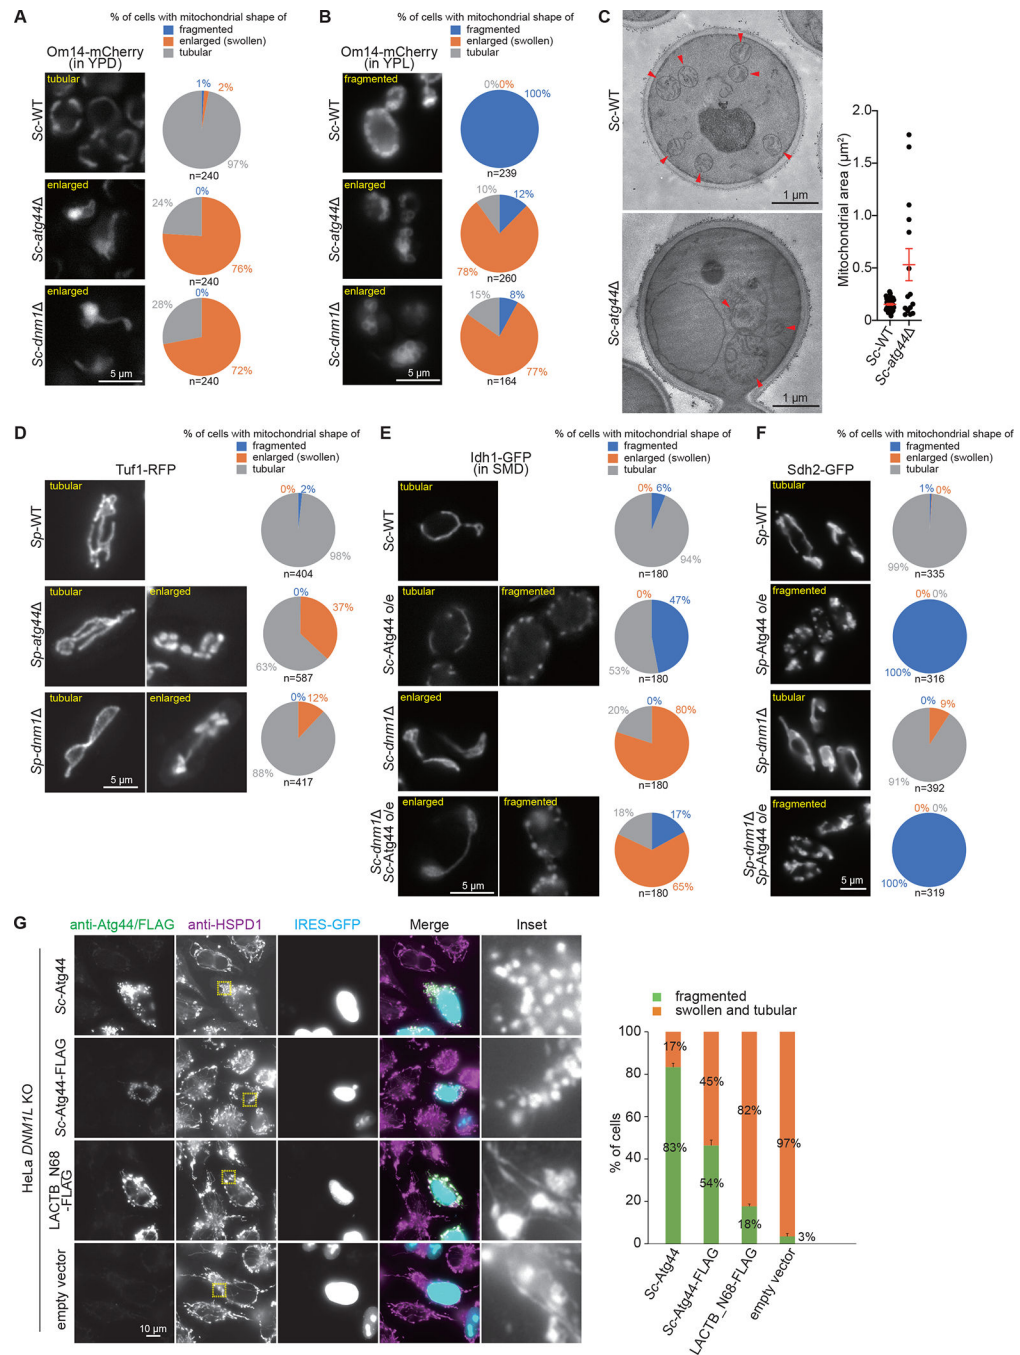 A
% of cells with mitochondrial shape of
fragmented
enlarged (swollen)
tubular
Om14-mCherry
(in YPD)
Sc-WT
tubular
1%
2%
97%
n=240
Sc-atg44Δ
enlarged
0%
24%
76%
n=240
Sc-dnm1Δ
enlarged
0%
28%
72%
n=240
5 µm
B
% of cells with mitochondrial shape of
fragmented
enlarged (swollen)
tubular
Om14-mCherry
(in YPL)
Sc-WT
fragmented
0% 0%
100%
n=239
Sc-atg44Δ
enlarged
10%
12%
78%
n=260
Sc-dnm1Δ
enlarged
15%
8%
77%
n=164
5 µm
C
Sc-WT
1 µm
Sc-atg44Δ
1 µm
Mitochondrial area (µm²)
2.0
1.5
1.0
0.5
0
Sc-WT
Sc-atg44Δ
D
% of cells with mitochondrial shape of
fragmented
enlarged (swollen)
tubular
Tuf1-RFP
Sp-WT
tubular
0% 2%
98%
n=404
Sp-atg44Δ
tubular
enlarged
0%
37%
63%
n=587
Sp-dnm1Δ
tubular
enlarged
0%
12%
88%
n=417
5 µm
E
% of cells with mitochondrial shape of
fragmented
enlarged (swollen)
tubular
Idh1-GFP
(in SMD)
Sc-WT
tubular
0% 6%
94%
n=180
Sc-Atg44 o/e
tubular
fragmented
0%
47%
53%
n=180
Sc-dnm1Δ
enlarged
0%
20%
80%
n=180
Sc-dnm1Δ
Sc-Atg44 o/e
enlarged
fragmented
18%
17%
65%
n=180
5 µm
F
% of cells with mitochondrial shape of
fragmented
enlarged (swollen)
tubular
Sdh2-GFP
Sp-WT
tubular
1% 0%
99%
n=335
Sp-Atg44 o/e
fragmented
0% 0%
100%
n=316
Sp-dnm1Δ
tubular
0% 9%
91%
n=392
Sp-dnm1Δ
Sp-Atg44 o/e
fragmented
0% 0%
100%
n=319
5 µm
G
anti-Atg44/FLAG
anti-HSPD1
IRES-GFP
Merge
Inset
HeLa DNM1L KO
Sc-Atg44
Sc-Atg44-FLAG
LACTB_N68
-FLAG
empty vector
10 µm
fragmented
swollen and tubular
% of cells
100
80
60
40
20
0
17%
83%
45%
54%
82%
18%
97%
3%
Sc-Atg44
Sc-Atg44-FLAG
LACTB_N68-FLAG
empty vector